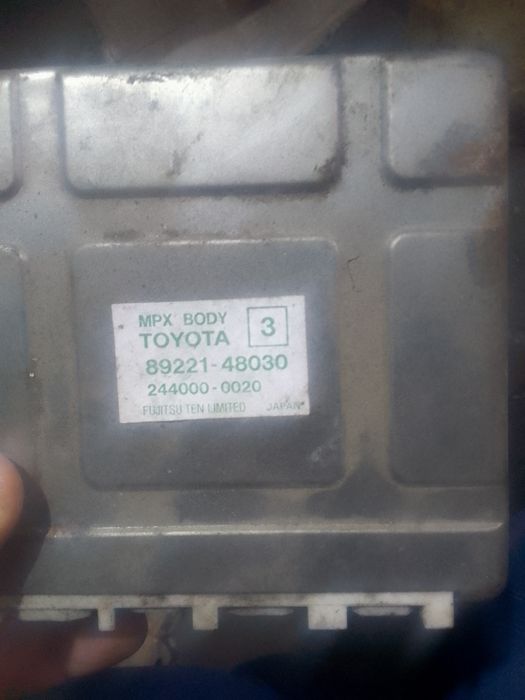 MPX BODY
TOYOTA 3
89221-48030
244000-0020
FUJITSU TEN LIMITED JAPAN